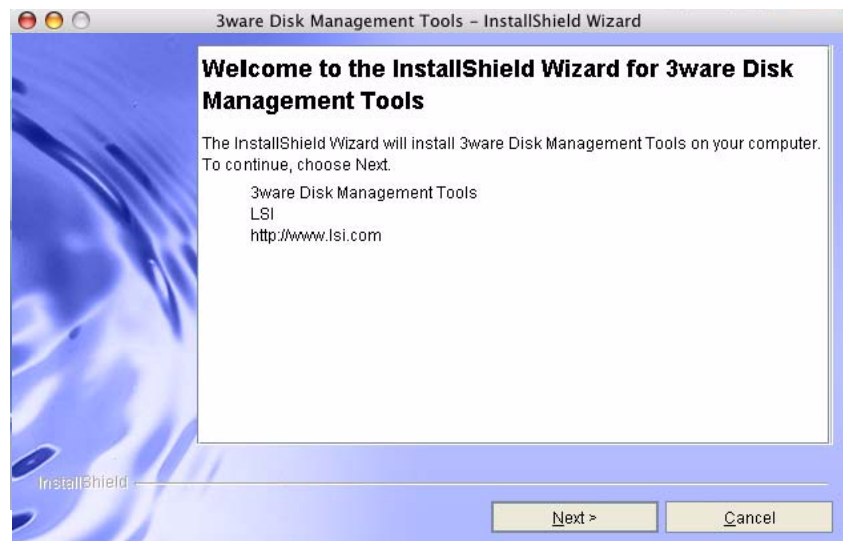 3ware Disk Management Tools – InstallShield Wizard
Welcome to the InstallShield Wizard for 3ware Disk
Management Tools
The InstallShield Wizard will install 3ware Disk Management Tools on your computer.
To continue, choose Next.
3ware Disk Management Tools
LSI
http://www.lsi.com
InstallShield
Next >
Cancel